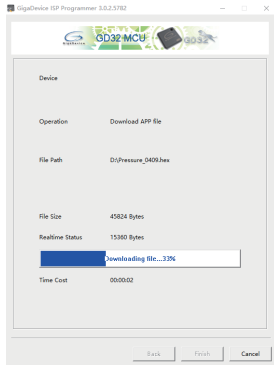 GigaDevice ISP Programmer 3.0.2.5782
GigaDevice
GD32 MCU
GD32
Device
Operation Download APP file
File Path D:\Pressure_0409.hex
File Size 45824 Bytes
Realtime Status 15360 Bytes
Downloading file...33%
Time Cost 00:00:02
Back Finish Cancel